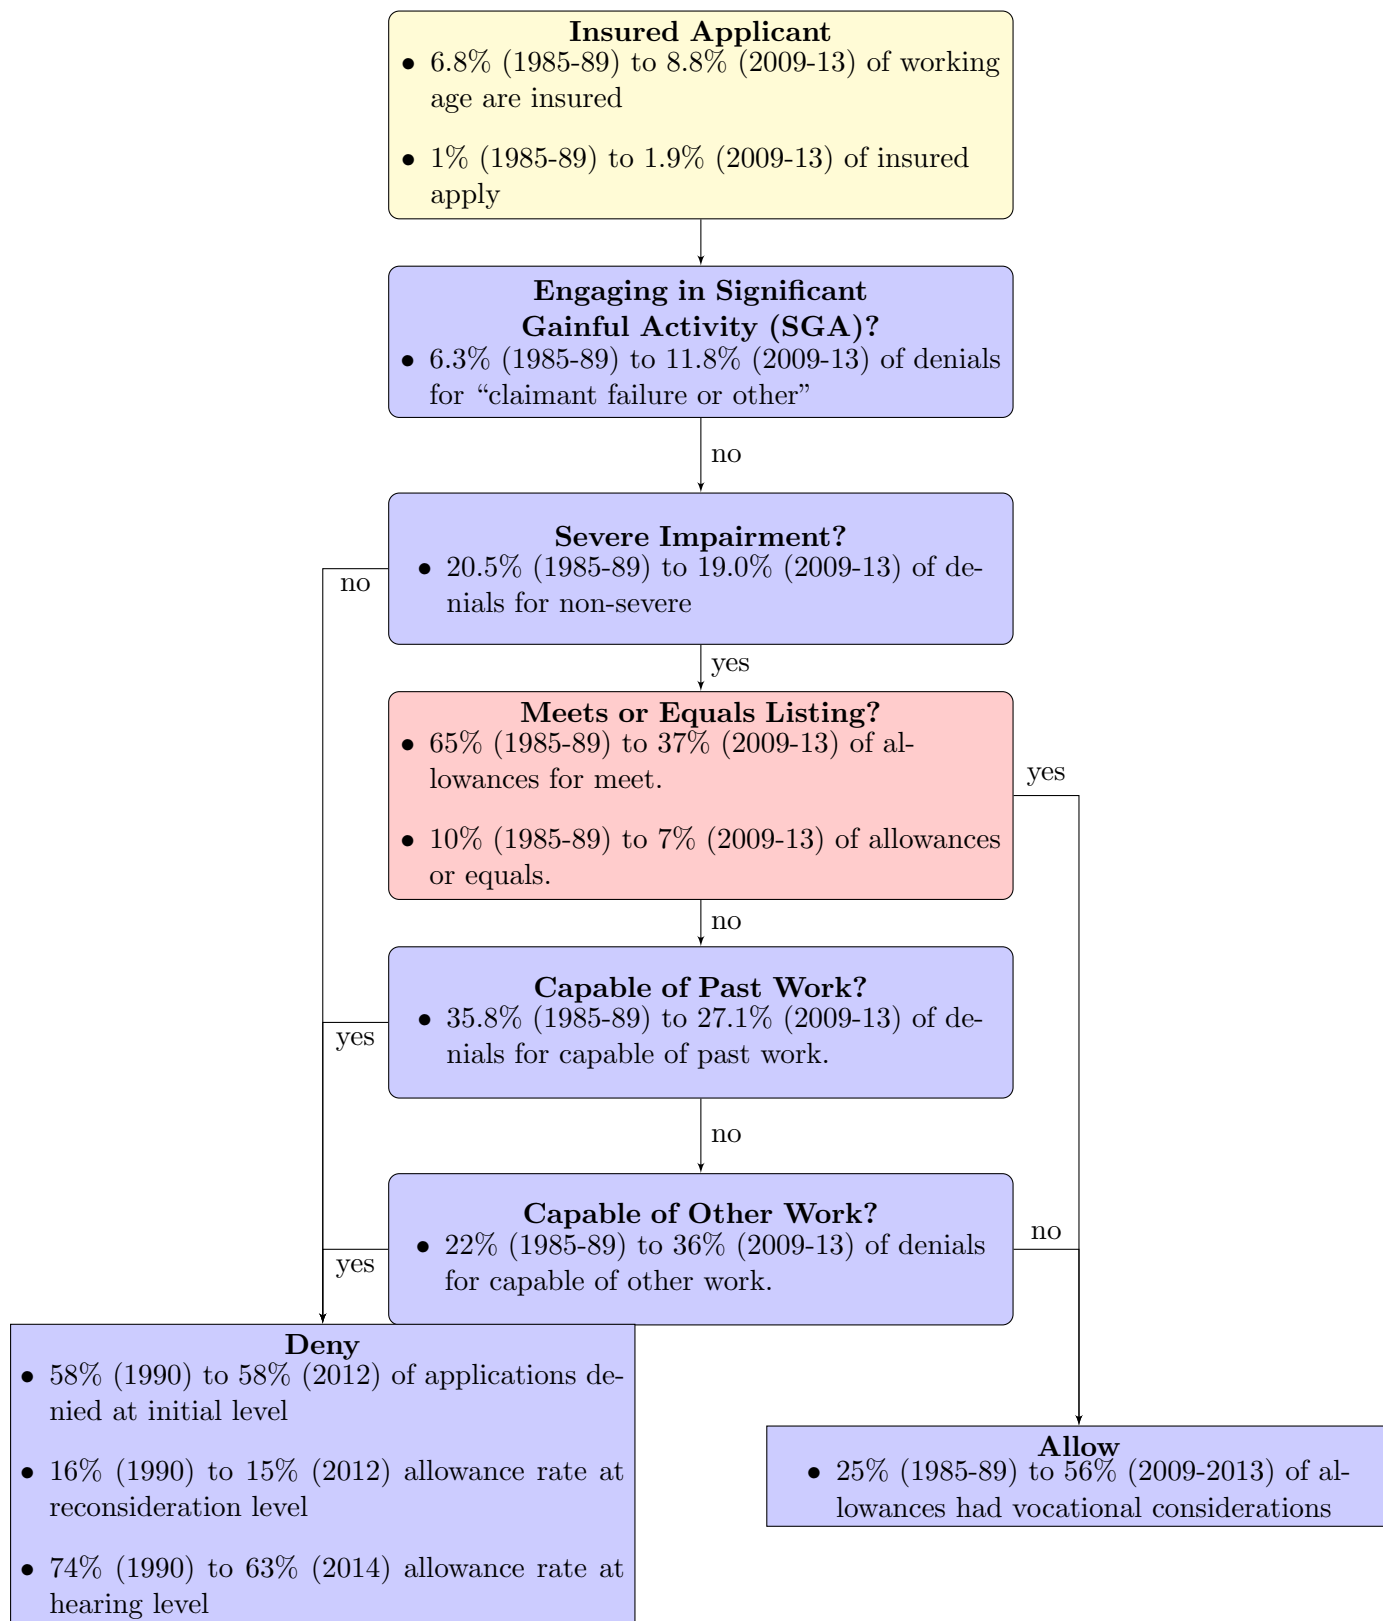 Insured Applicant
• 6.8% (1985-89) to 8.8% (2009-13) of working
age are insured
• 1% (1985-89) to 1.9% (2009-13) of insured
apply
Engaging in Significant
Gainful Activity (SGA)?
• 6.3% (1985-89) to 11.8% (2009-13) of denials
for “claimant failure or other”
no
Severe Impairment?
• 20.5% (1985-89) to 19.0% (2009-13) of de-
nials for non-severe
no
yes
Meets or Equals Listing?
• 65% (1985-89) to 37% (2009-13) of al-
lowances for meet.
• 10% (1985-89) to 7% (2009-13) of allowances
or equals.
yes
no
Capable of Past Work?
• 35.8% (1985-89) to 27.1% (2009-13) of de-
nials for capable of past work.
yes
no
Capable of Other Work?
• 22% (1985-89) to 36% (2009-13) of denials
for capable of other work.
yes
no
Deny
• 58% (1990) to 58% (2012) of applications de-
nied at initial level
• 16% (1990) to 15% (2012) allowance rate at
reconsideration level
• 74% (1990) to 63% (2014) allowance rate at
hearing level
Allow
• 25% (1985-89) to 56% (2009-2013) of al-
lowances had vocational considerations